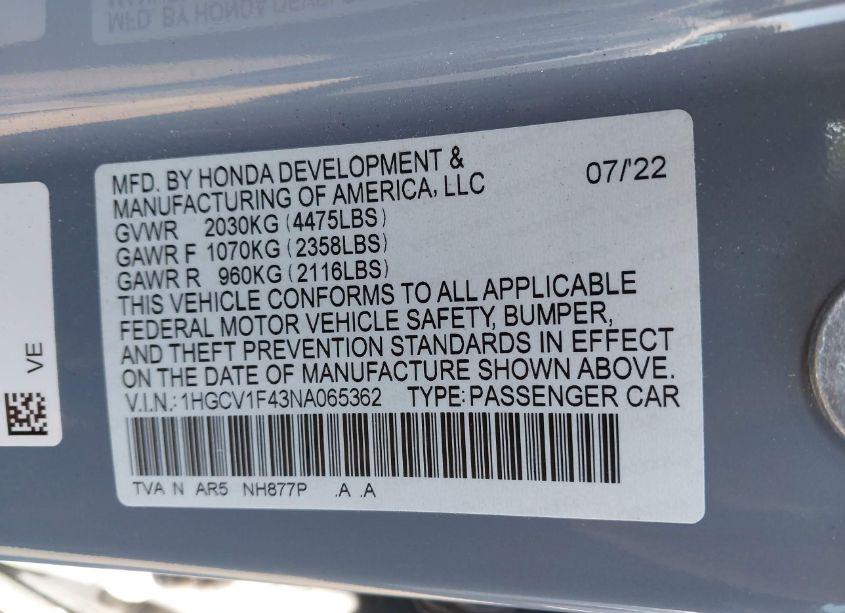 MFD. BY HONDA DEVELOPMENT &
MANUFACTURING OF AMERICA, LLC
07/'22
GVWR 2030KG (4475LBS)
GAWR F 1070KG (2358LBS)
GAWR R 960KG (2116LBS)
THIS VEHICLE CONFORMS TO ALL APPLICABLE
FEDERAL MOTOR VEHICLE SAFETY, BUMPER,
AND THEFT PREVENTION STANDARDS IN EFFECT
ON THE DATE OF MANUFACTURE SHOWN ABOVE.
V.I.N.: 1HGCV1F43NA065362 TYPE: PASSENGER CAR
TVA N AR5 NH877P .A .A
VE